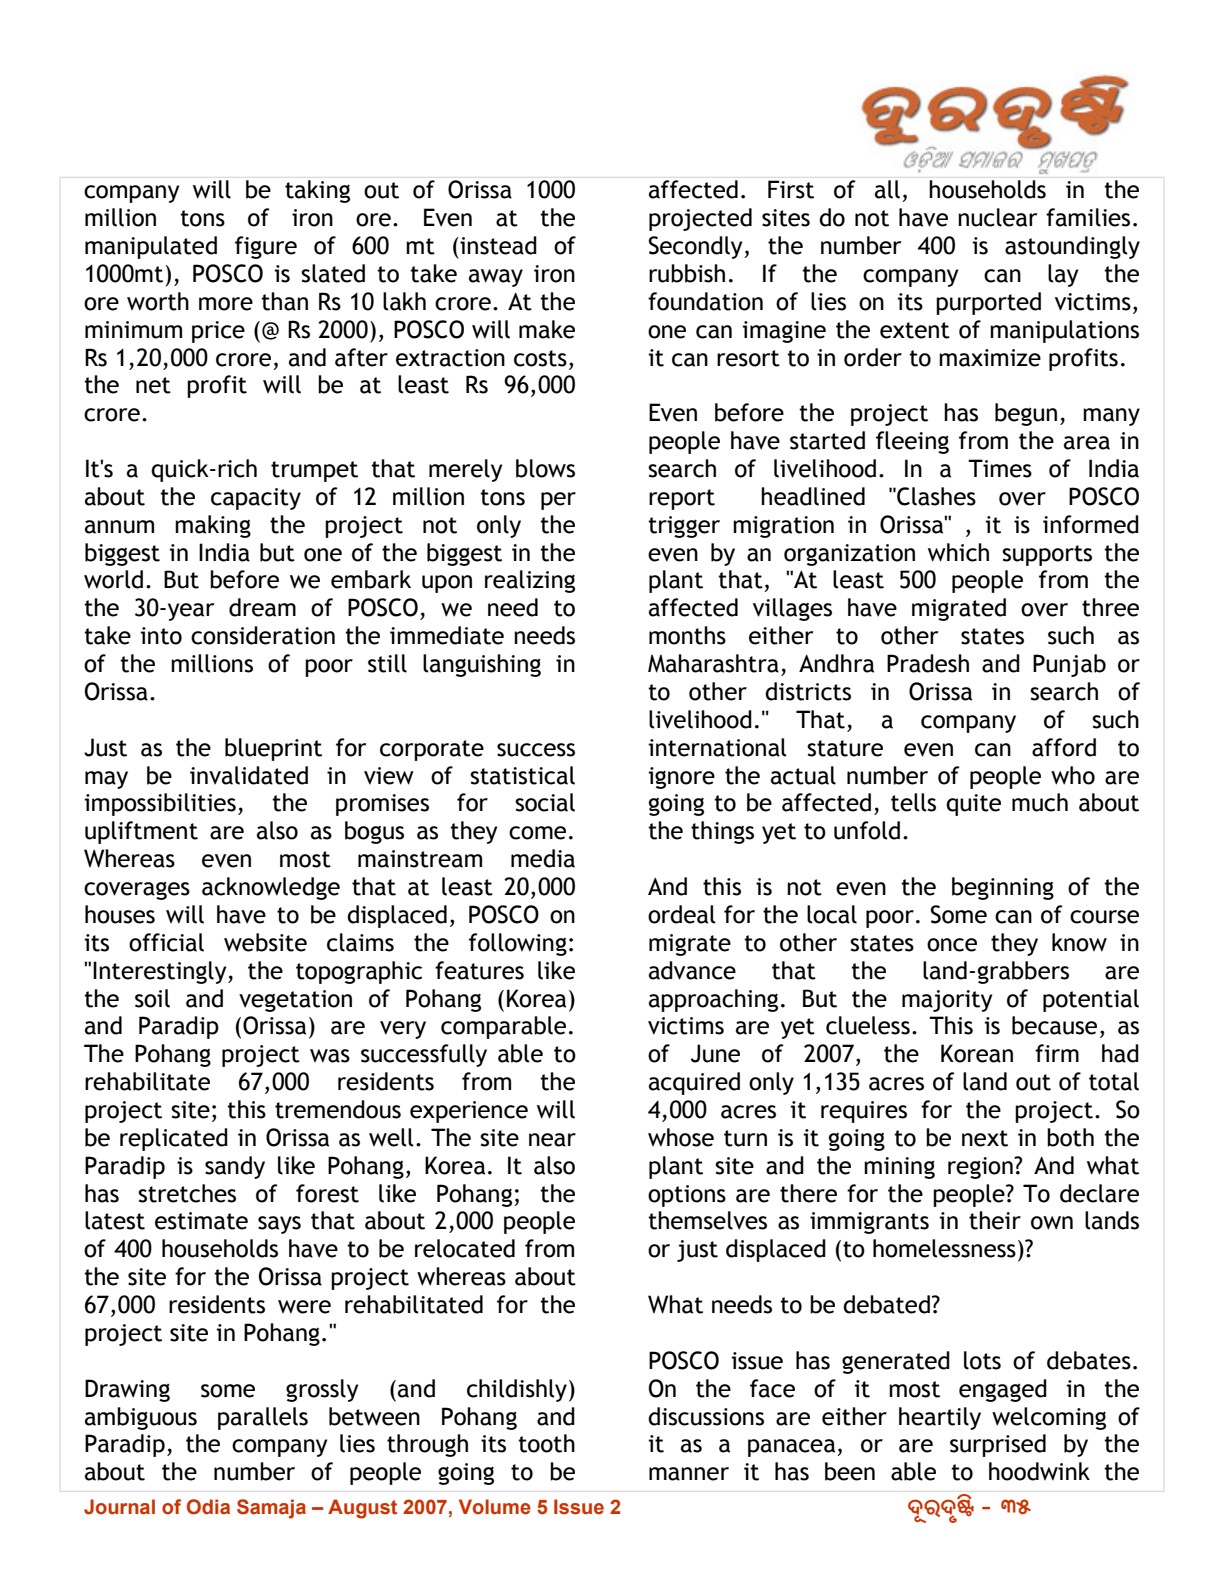 ଦୁରଦୃଷ୍ଟି
ଓଡ଼ିଆ ସମାଜର ମୁଖପତ୍ର
company will be taking out of Orissa 1000
million tons of iron ore. Even at the
manipulated figure of 600 mt (instead of
1000mt), POSCO is slated to take away iron
ore worth more than Rs 10 lakh crore. At the
minimum price (@ Rs 2000), POSCO will make
Rs 1,20,000 crore, and after extraction costs,
the net profit will be at least Rs 96,000
crore.
It's a quick-rich trumpet that merely blows
about the capacity of 12 million tons per
annum making the project not only the
biggest in India but one of the biggest in the
world. But before we embark upon realizing
the 30-year dream of POSCO, we need to
take into consideration the immediate needs
of the millions of poor still languishing in
Orissa.
Just as the blueprint for corporate success
may be invalidated in view of statistical
impossibilities, the promises for social
upliftment are also as bogus as they come.
Whereas even most mainstream media
coverages acknowledge that at least 20,000
houses will have to be displaced, POSCO on
its official website claims the following:
"Interestingly, the topographic features like
the soil and vegetation of Pohang (Korea)
and Paradip (Orissa) are very comparable.
The Pohang project was successfully able to
rehabilitate 67,000 residents from the
project site; this tremendous experience will
be replicated in Orissa as well. The site near
Paradip is sandy like Pohang, Korea. It also
has stretches of forest like Pohang; the
latest estimate says that about 2,000 people
of 400 households have to be relocated from
the site for the Orissa project whereas about
67,000 residents were rehabilitated for the
project site in Pohang."
Drawing some grossly (and childishly)
ambiguous parallels between Pohang and
Paradip, the company lies through its tooth
about the number of people going to be
affected. First of all, households in the
projected sites do not have nuclear families.
Secondly, the number 400 is astoundingly
rubbish. If the company can lay the
foundation of lies on its purported victims,
one can imagine the extent of manipulations
it can resort to in order to maximize profits.
Even before the project has begun, many
people have started fleeing from the area in
search of livelihood. In a Times of India
report headlined "Clashes over POSCO
trigger migration in Orissa" , it is informed
even by an organization which supports the
plant that, "At least 500 people from the
affected villages have migrated over three
months either to other states such as
Maharashtra, Andhra Pradesh and Punjab or
to other districts in Orissa in search of
livelihood." That, a company of such
international stature even can afford to
ignore the actual number of people who are
going to be affected, tells quite much about
the things yet to unfold.
And this is not even the beginning of the
ordeal for the local poor. Some can of course
migrate to other states once they know in
advance that the land-grabbers are
approaching. But the majority of potential
victims are yet clueless. This is because, as
of June of 2007, the Korean firm had
acquired only 1,135 acres of land out of total
4,000 acres it requires for the project. So
whose turn is it going to be next in both the
plant site and the mining region? And what
options are there for the people? To declare
themselves as immigrants in their own lands
or just displaced (to homelessness)?
What needs to be debated?
POSCO issue has generated lots of debates.
On the face of it most engaged in the
discussions are either heartily welcoming of
it as a panacea, or are surprised by the
manner it has been able to hoodwink the
Journal of Odia Samaja – August 2007, Volume 5 Issue 2 ଦୂରଦୃଷ୍ଟି - ୩୫